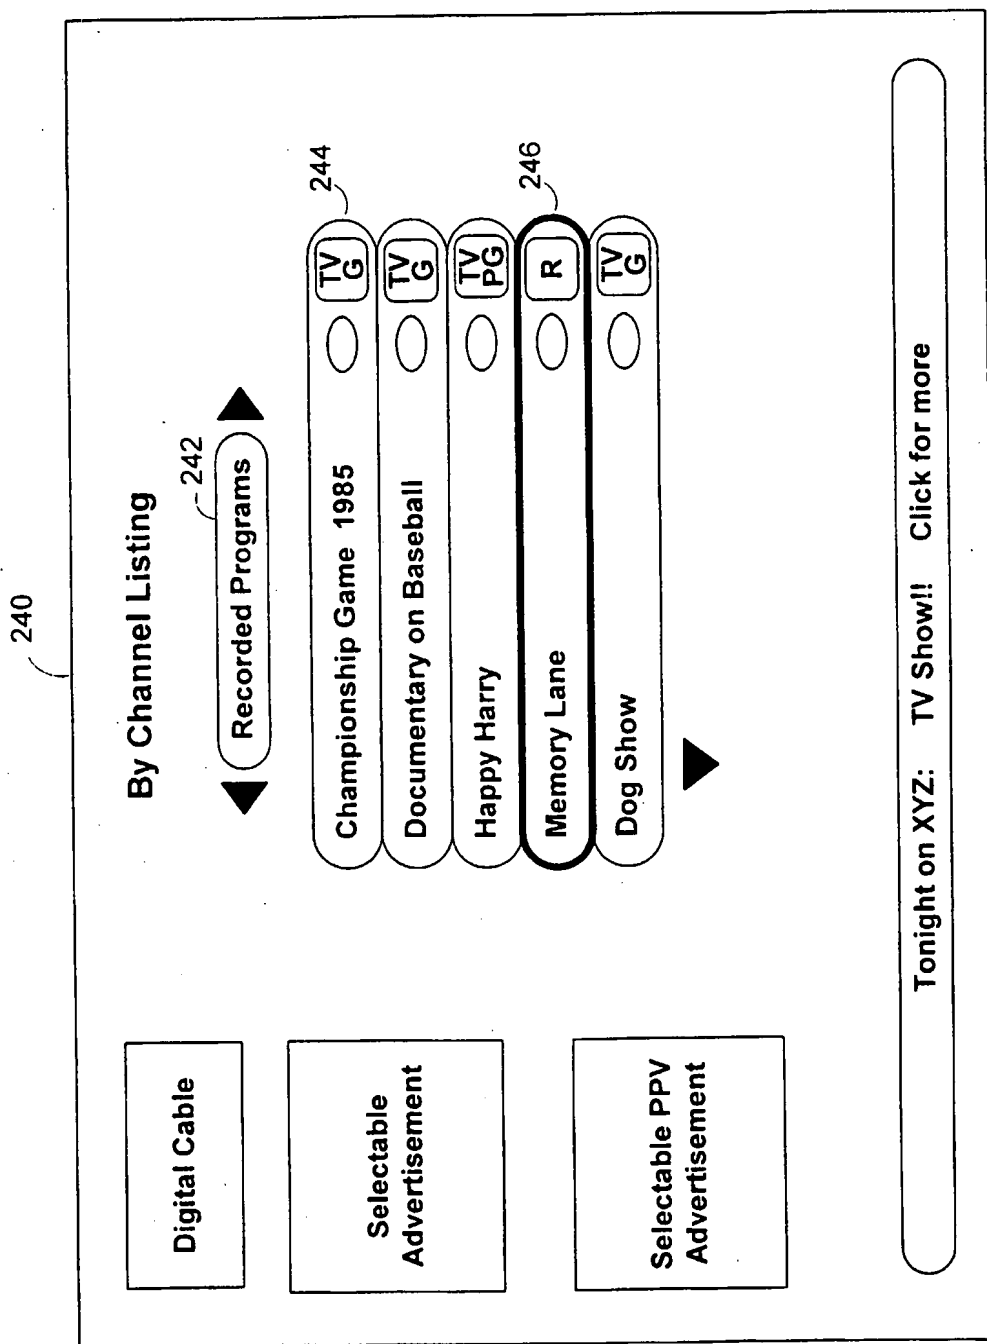 240
Digital Cable
Selectable
Advertisement
Selectable PPV
Advertisement
By Channel Listing
242
Recorded Programs
244
Championship Game 1985
TV
G
Documentary on Baseball
TV
G
Happy Harry
TV
PG
246
Memory Lane
R
Dog Show
TV
G
Tonight on XYZ: TV Show!! Click for more